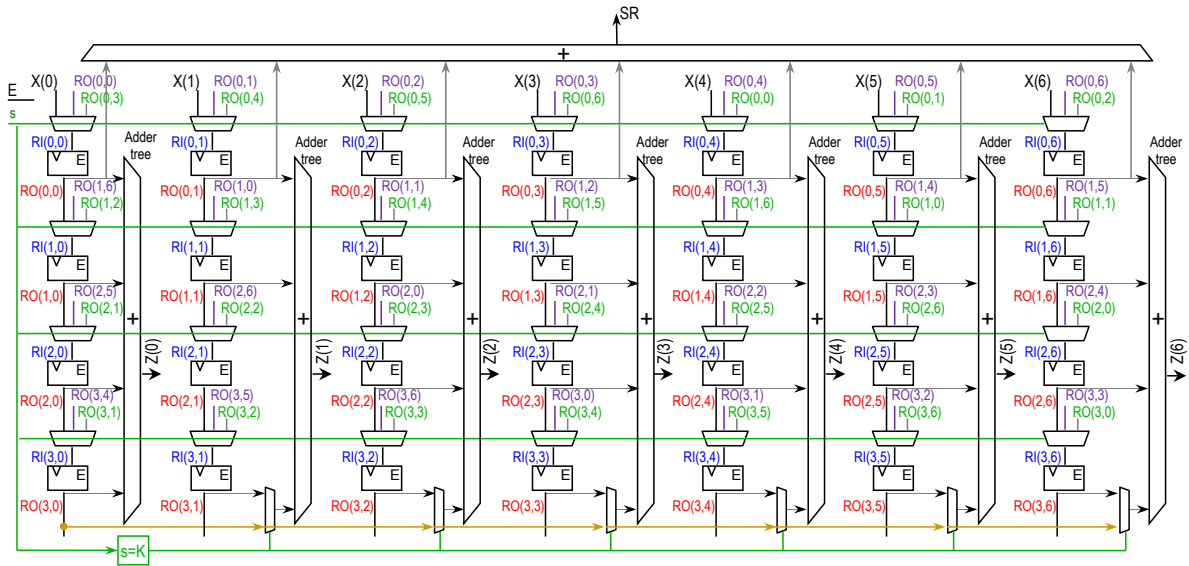 SR
+
X(0) RO(0,0) X(1) RO(0,1) X(2) RO(0,2) X(3) RO(0,3) X(4) RO(0,4) X(5) RO(0,5) X(6) RO(0,6)
E RO(0,3) RO(0,4) RO(0,5) RO(0,6) RO(0,0) RO(0,1) RO(0,2)
s
RI(0,0) RI(0,1) RI(0,2) RI(0,3) RI(0,4) RI(0,5) RI(0,6)
Adder Adder Adder Adder Adder Adder Adder
tree tree tree tree tree tree tree
E E E E E E E
RO(0,0) RO(1,6) RO(0,1) RO(1,0) RO(0,2) RO(1,1) RO(0,3) RO(1,2) RO(0,4) RO(1,3) RO(0,5) RO(1,4) RO(0,6) RO(1,5)
RO(1,2) RO(1,3) RO(1,4) RO(1,5) RO(1,6) RO(1,0) RO(1,1)
RI(1,0) RI(1,1) RI(1,2) RI(1,3) RI(1,4) RI(1,5) RI(1,6)
E E E E E E E
RO(1,0) RO(2,5) RO(1,1) RO(2,6) RO(1,2) RO(2,0) RO(1,3) RO(2,1) RO(1,4) RO(2,2) RO(1,5) RO(2,3) RO(1,6) RO(2,4)
RO(2,1) RO(2,2) RO(2,3) RO(2,4) RO(2,5) RO(2,6) RO(2,0)
+ + + + + + +
RI(2,0) RI(2,1) RI(2,2) RI(2,3) RI(2,4) RI(2,5) RI(2,6)
Z(0) Z(1) Z(2) Z(3) Z(4) Z(5) Z(6)
E E E E E E E
RO(2,0) RO(3,4) RO(2,1) RO(3,5) RO(2,2) RO(3,6) RO(2,3) RO(3,0) RO(2,4) RO(3,1) RO(2,5) RO(3,2) RO(2,6) RO(3,3)
RO(3,1) RO(3,2) RO(3,3) RO(3,4) RO(3,5) RO(3,6) RO(3,0)
RI(3,0) RI(3,1) RI(3,2) RI(3,3) RI(3,4) RI(3,5) RI(3,6)
E E E E E E E
RO(3,0) RO(3,1) RO(3,2) RO(3,3) RO(3,4) RO(3,5) RO(3,6)
s=K